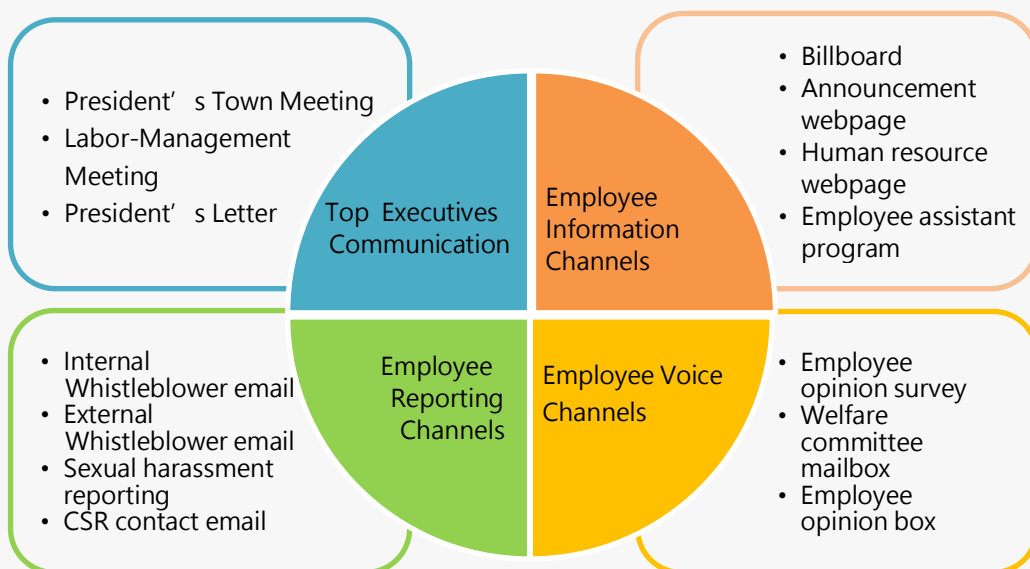 • President’s Town Meeting
• Labor-Management
Meeting
• President’s Letter
Top Executives
Communication
Employee
Information
Channels
• Billboard
• Announcement
webpage
• Human resource
webpage
• Employee assistant
program
• Internal
Whistleblower email
• External
Whistleblower email
• Sexual harassment
reporting
• CSR contact email
Employee
Reporting
Channels
Employee Voice
Channels
• Employee
opinion survey
• Welfare
committee
mailbox
• Employee
opinion box